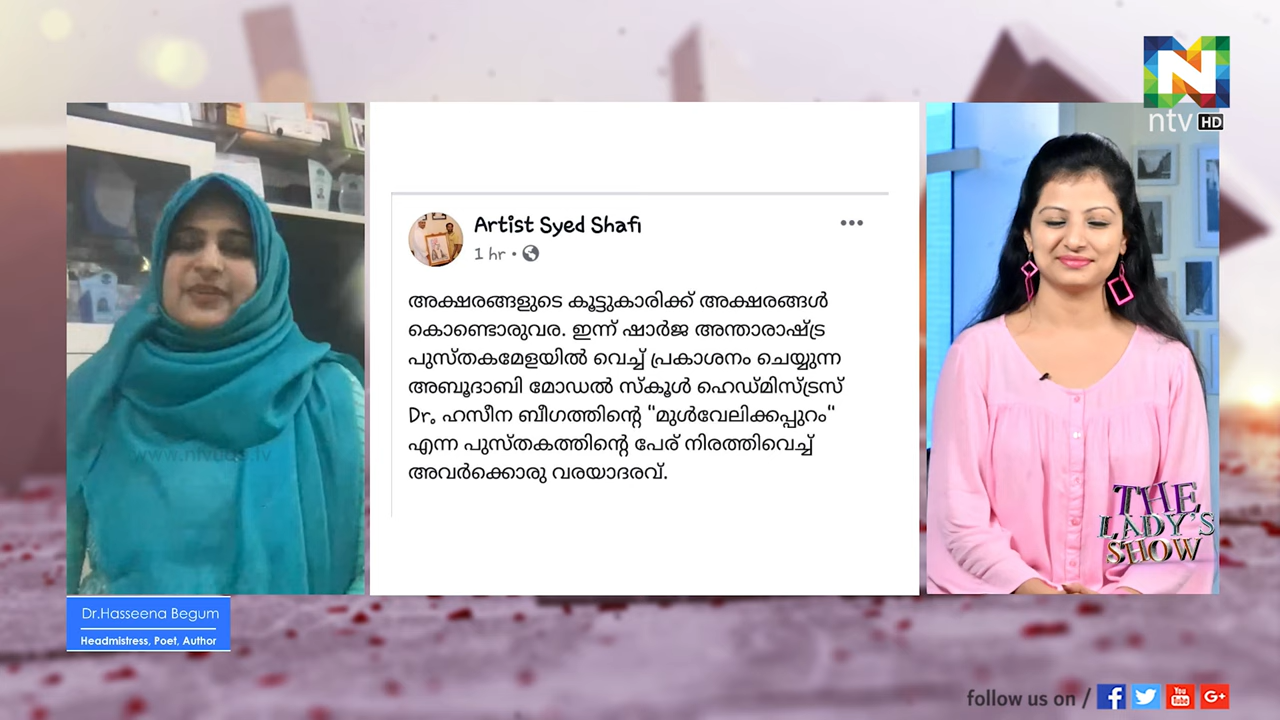 N
ntv HD
Artist Syed Shafi
1 hr •
അക്ഷരങ്ങളുടെ കൂട്ടുകാരിക്ക് അക്ഷരങ്ങൾ
കൊണ്ടൊരുവര. ഇന്ന് ഷാർജ അന്താരാഷ്ട്ര
പുസ്തകമേളയിൽ വെച്ച് പ്രകാശനം ചെയ്യുന്ന
അബൂദാബി മോഡൽ സ്കൂൾ ഹെഡ്മിസ്ട്രസ്
Dr. ഹസീന ബീഗത്തിന്റെ "മുൾവേലിക്കപ്പുറം"
എന്ന പുസ്തകത്തിന്റെ പേര് നിരത്തിവെച്ച്
അവർക്കൊരു വരയാദരവ്.
THE
LADY'S
SHOW
Dr.Hasseena Begum
Headmistress, Poet, Author
follow us on /
You Tube
G+